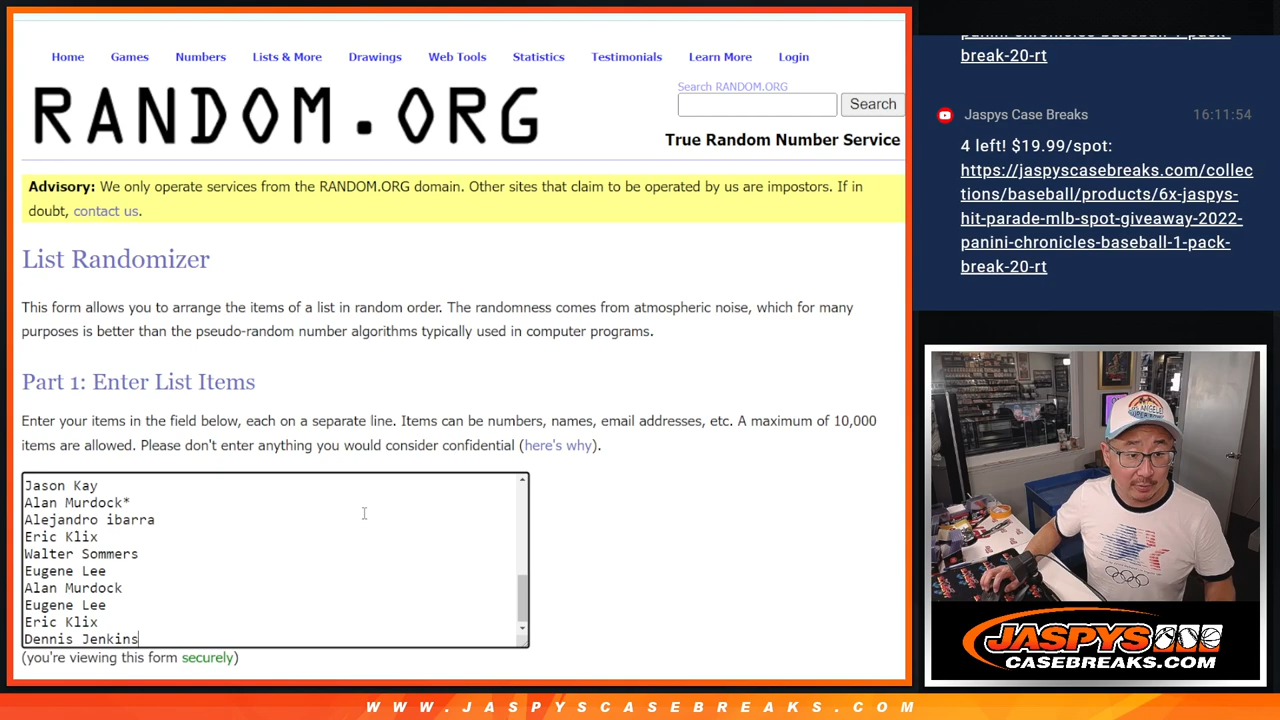 Home Games Numbers Lists & More Drawings Web Tools Statistics Testimonials Learn More Login
RANDOM.ORG
Search RANDOM.ORG
Search
True Random Number Service
Advisory: We only operate services from the RANDOM.ORG domain. Other sites that claim to be operated by us are impostors. If in
doubt, contact us.
List Randomizer
This form allows you to arrange the items of a list in random order. The randomness comes from atmospheric noise, which for many
purposes is better than the pseudo-random number algorithms typically used in computer programs.
Part 1: Enter List Items
Enter your items in the field below, each on a separate line. Items can be numbers, names, email addresses, etc. A maximum of 10,000
items are allowed. Please don't enter anything you would consider confidential (here's why).
Jason Kay
Alan Murdock*
Alejandro ibarra
Eric Klix
Walter Sommers
Eugene Lee
Alan Murdock
Eugene Lee
Eric Klix
Dennis Jenkins
(you're viewing this form securely)
panini-chronicles-baseball-1-pack-
break-20-rt
Jaspys Case Breaks 16:11:54
4 left! $19.99/spot:
https://jaspyscasebreaks.com/collec
tions/baseball/products/6x-jaspys-
hit-parade-mlb-spot-giveaway-2022-
panini-chronicles-baseball-1-pack-
break-20-rt
JASPYS
CASEBREAKS.COM
WWW.JASPYSCASEBREAKS.COM